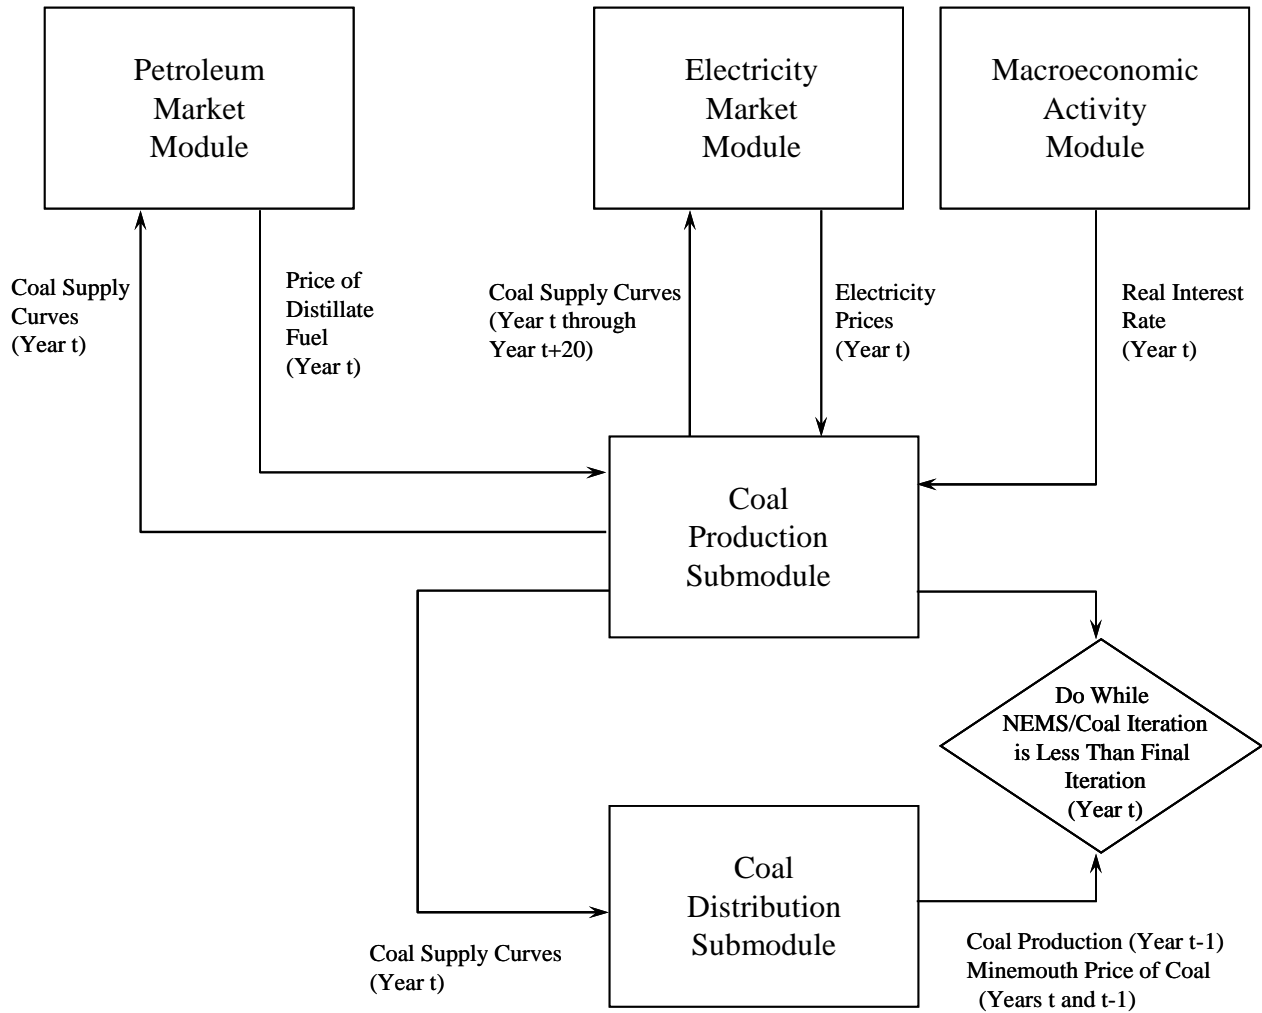 Petroleum
Market
Module
Electricity
Market
Module
Macroeconomic
Activity
Module
Coal Supply
Curves
(Year t)
Price of
Distillate
Fuel
(Year t)
Coal Supply Curves
(Year t through
Year t+20)
Electricity
Prices
(Year t)
Real Interest
Rate
(Year t)
Coal
Production
Submodule
Do While
NEMS/Coal Iteration
is Less Than Final
Iteration
(Year t)
Coal
Distribution
Submodule
Coal Supply Curves
(Year t)
Coal Production (Year t-1)
Minemouth Price of Coal
(Years t and t-1)